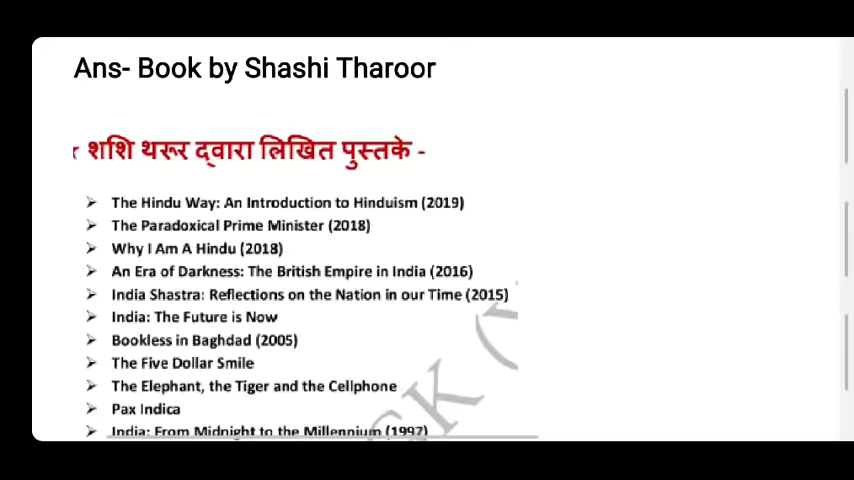 Ans- Book by Shashi Tharoor
शशि थरूर द्वारा लिखित पुस्तके -
➢ The Hindu Way: An Introduction to Hinduism (2019)
➢ The Paradoxical Prime Minister (2018)
➢ Why I Am A Hindu (2018)
➢ An Era of Darkness: The British Empire in India (2016)
➢ India Shastra: Reflections on the Nation in our Time (2015)
➢ India: The Future is Now
➢ Bookless in Baghdad (2005)
➢ The Five Dollar Smile
➢ The Elephant, the Tiger and the Cellphone
➢ Pax Indica
➢ India: From Midnight to the Millennium (1997)